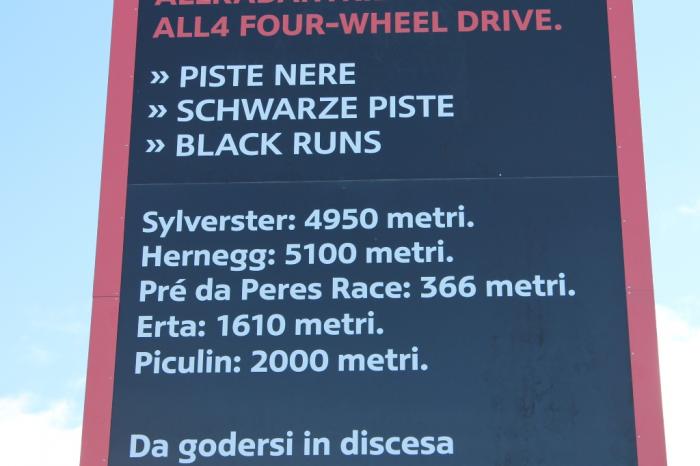 ALL4 FOUR-WHEEL DRIVE.
» PISTE NERE
» SCHWARZE PISTE
» BLACK RUNS
Sylverster: 4950 metri.
Hernegg: 5100 metri.
Pré da Peres Race: 366 metri.
Erta: 1610 metri.
Piculin: 2000 metri.
Da godersi in discesa